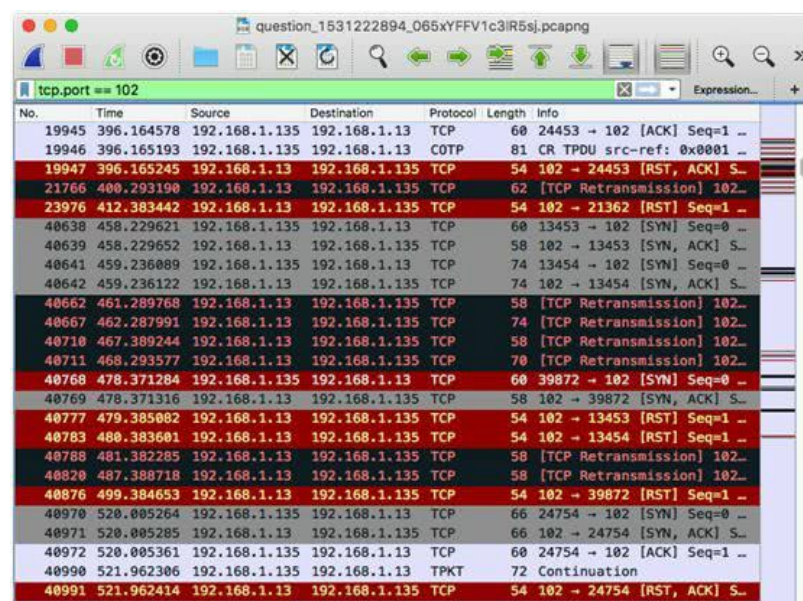 question_1531222894_065xYFFV1c3lR5sj.pcapng
tcp.port == 102 Expression... +
No. Time Source Destination Protocol Length Info
19945 396.164578 192.168.1.135 192.168.1.13 TCP 60 24453 → 102 [ACK] Seq=1 …
19946 396.165193 192.168.1.135 192.168.1.13 COTP 81 CR TPDU src-ref: 0x0001 …
19947 396.165245 192.168.1.13 192.168.1.135 TCP 54 102 → 24453 [RST, ACK] S…
21766 400.293190 192.168.1.13 192.168.1.135 TCP 62 [TCP Retransmission] 102…
23976 412.383442 192.168.1.13 192.168.1.135 TCP 54 102 → 21362 [RST] Seq=1 …
40638 458.229621 192.168.1.135 192.168.1.13 TCP 60 13453 → 102 [SYN] Seq=0 …
40639 458.229652 192.168.1.13 192.168.1.135 TCP 58 102 → 13453 [SYN, ACK] S…
40641 459.236089 192.168.1.135 192.168.1.13 TCP 74 13454 → 102 [SYN] Seq=0 …
40642 459.236122 192.168.1.13 192.168.1.135 TCP 74 102 → 13454 [SYN, ACK] S…
40662 461.289768 192.168.1.13 192.168.1.135 TCP 58 [TCP Retransmission] 102…
40667 462.287991 192.168.1.13 192.168.1.135 TCP 74 [TCP Retransmission] 102…
40710 467.389244 192.168.1.13 192.168.1.135 TCP 58 [TCP Retransmission] 102…
40711 468.293577 192.168.1.13 192.168.1.135 TCP 70 [TCP Retransmission] 102…
40768 478.371284 192.168.1.135 192.168.1.13 TCP 60 39872 → 102 [SYN] Seq=0 …
40769 478.371316 192.168.1.13 192.168.1.135 TCP 58 102 → 39872 [SYN, ACK] S…
40777 479.385082 192.168.1.13 192.168.1.135 TCP 54 102 → 13453 [RST] Seq=1 …
40783 480.383601 192.168.1.13 192.168.1.135 TCP 54 102 → 13454 [RST] Seq=1 …
40788 481.382285 192.168.1.13 192.168.1.135 TCP 58 [TCP Retransmission] 102…
40820 487.388718 192.168.1.13 192.168.1.135 TCP 58 [TCP Retransmission] 102…
40876 499.384653 192.168.1.13 192.168.1.135 TCP 54 102 → 39872 [RST] Seq=1 …
40970 520.005264 192.168.1.135 192.168.1.13 TCP 66 24754 → 102 [SYN] Seq=0 …
40971 520.005285 192.168.1.13 192.168.1.135 TCP 66 102 → 24754 [SYN, ACK] S…
40972 520.005361 192.168.1.135 192.168.1.13 TCP 60 24754 → 102 [ACK] Seq=1 …
40990 521.962306 192.168.1.135 192.168.1.13 TPKT 72 Continuation
40991 521.962414 192.168.1.13 192.168.1.135 TCP 54 102 → 24754 [RST, ACK] S…